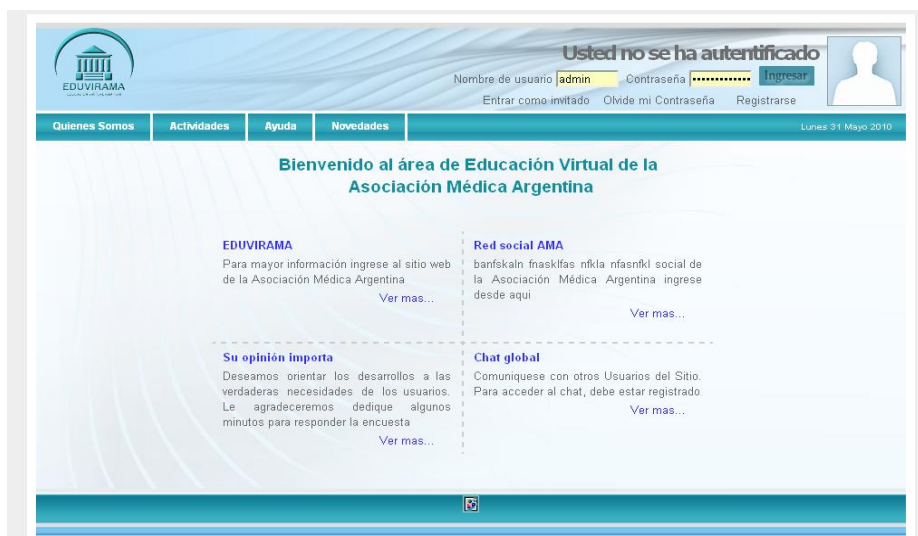 EDUVIRAMA
Usted no se ha autentificado
Nombre de usuario admin Contraseña •••••••••••• Ingresar
Entrar como invitado Olvide mi Contraseña Registrarse
Quienes Somos Actividades Ayuda Novedades Lunes 31 Mayo 2010
Bienvenido al área de Educación Virtual de la
Asociación Médica Argentina
EDUVIRAMA
Para mayor información ingrese al sitio web
de la Asociación Médica Argentina
Ver mas...
Red social AMA
banfskaln fnasklfas nfkla nfasnfkl social de
la Asociación Médica Argentina ingrese
desde aqui
Ver mas...
Su opinión importa
Deseamos orientar los desarrollos a las
verdaderas necesidades de los usuarios.
Le agradeceremos dedique algunos
minutos para responder la encuesta
Ver mas...
Chat global
Comuniquese con otros Usuarios del Sitio.
Para acceder al chat, debe estar registrado
Ver mas...